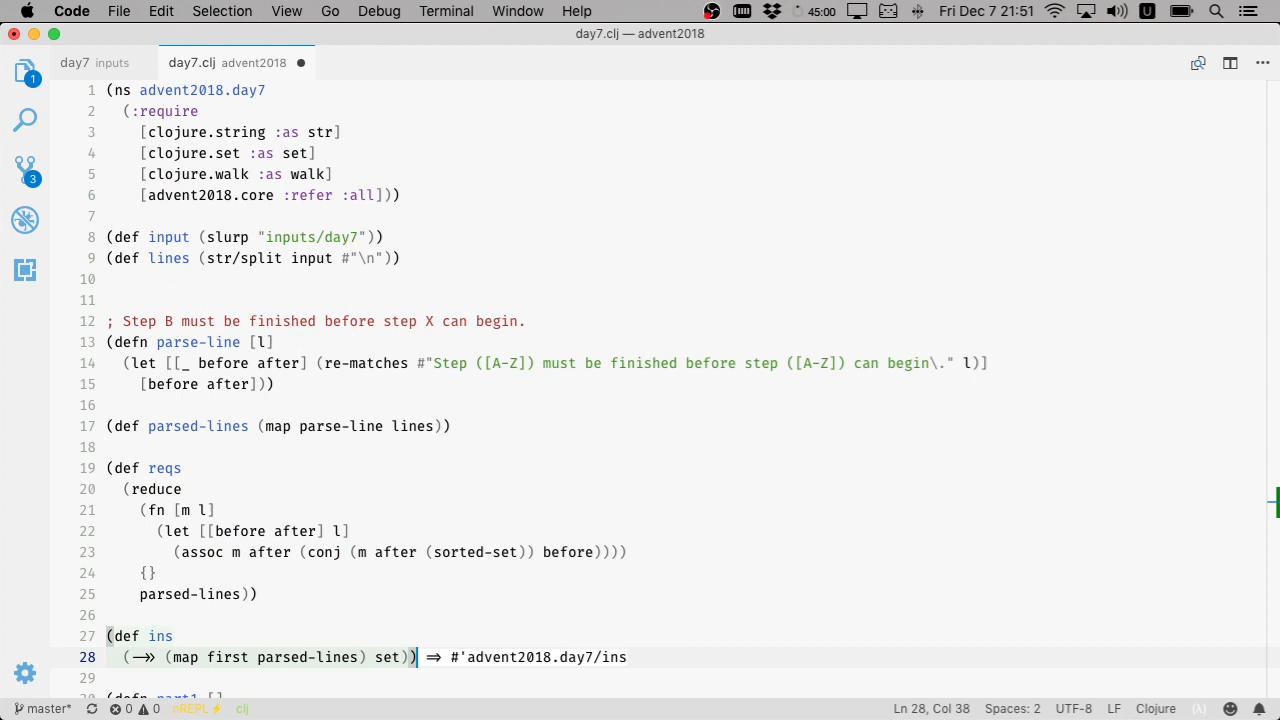 Code File Edit Selection View Go Debug Terminal Window Help 45:00 U Fri Dec 7 21:51
day7.clj — advent2018
day7 inputs day7.clj advent2018
1 (ns advent2018.day7
2 (:require
3 [clojure.string :as str]
4 [clojure.set :as set]
5 [clojure.walk :as walk]
6 [advent2018.core :refer :all]))
7
8 (def input (slurp "inputs/day7"))
9 (def lines (str/split input #"\n"))
10
11
12 ; Step B must be finished before step X can begin.
13 (defn parse-line [l]
14 (let [[_ before after] (re-matches #"Step ([A-Z]) must be finished before step ([A-Z]) can begin\." l)]
15 [before after]))
16
17 (def parsed-lines (map parse-line lines))
18
19 (def reqs
20 (reduce
21 (fn [m l]
22 (let [[before after] l]
23 (assoc m after (conj (m after (sorted-set)) before))))
24 {}
25 parsed-lines))
26
27 (def ins
28 (->> (map first parsed-lines) set)) => #'advent2018.day7/ins
29
30 (defn part1 []
1
3
master* 0 0 nREPL⚡ clj Ln 28, Col 38 Spaces: 2 UTF-8 LF Clojure (λ)